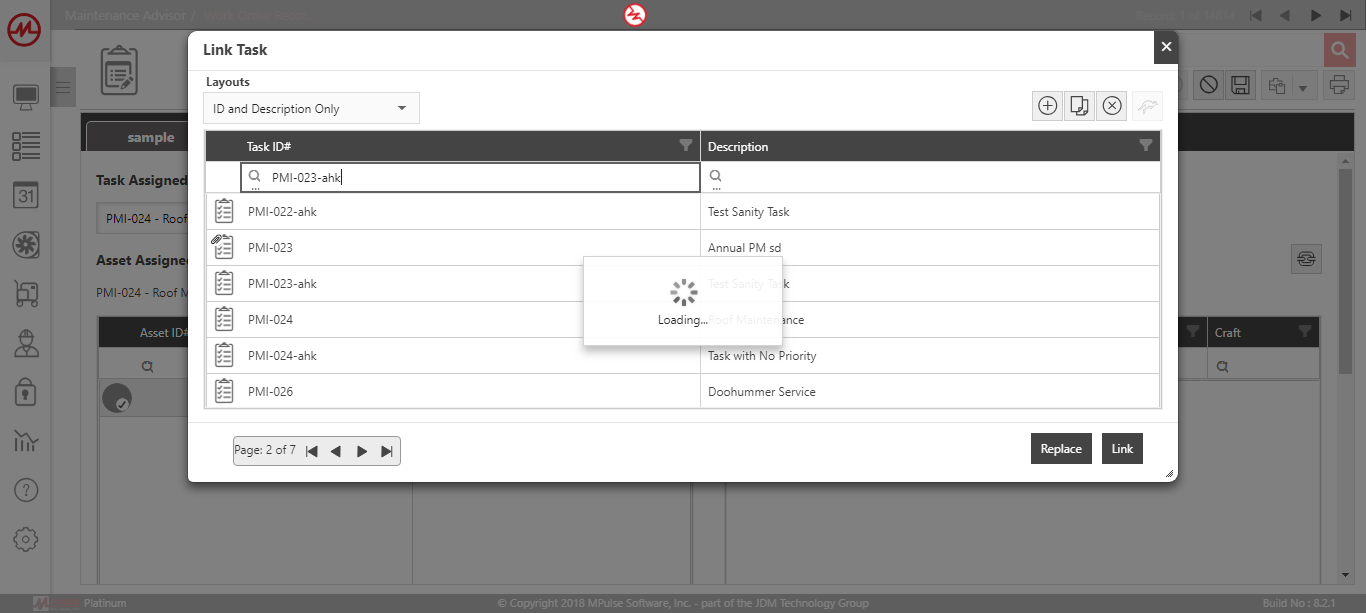 Maintenance Advisor /
Link Task
Layouts
ID and Description Only
sample
Task ID#
Description
PMI-023-ahk
Task Assigned
PMI-024 - Roof
PMI-022-ahk
Test Sanity Task
PMI-023
Annual PM sd
Asset Assigne
PMI-023-ahk
Test Sanity Task
PMI-024 - Roof M
PMI-024
Roof Maintenance
Loading...
Asset ID#
Craft
PMI-024-ahk
Task with No Priority
PMI-026
Doohummer Service
Page: 2 of 7
Replace
Link
31
Platinum
© Copyright 2018 MPulse Software, Inc. - part of the JDM Technology Group
Build No : 8.2.1